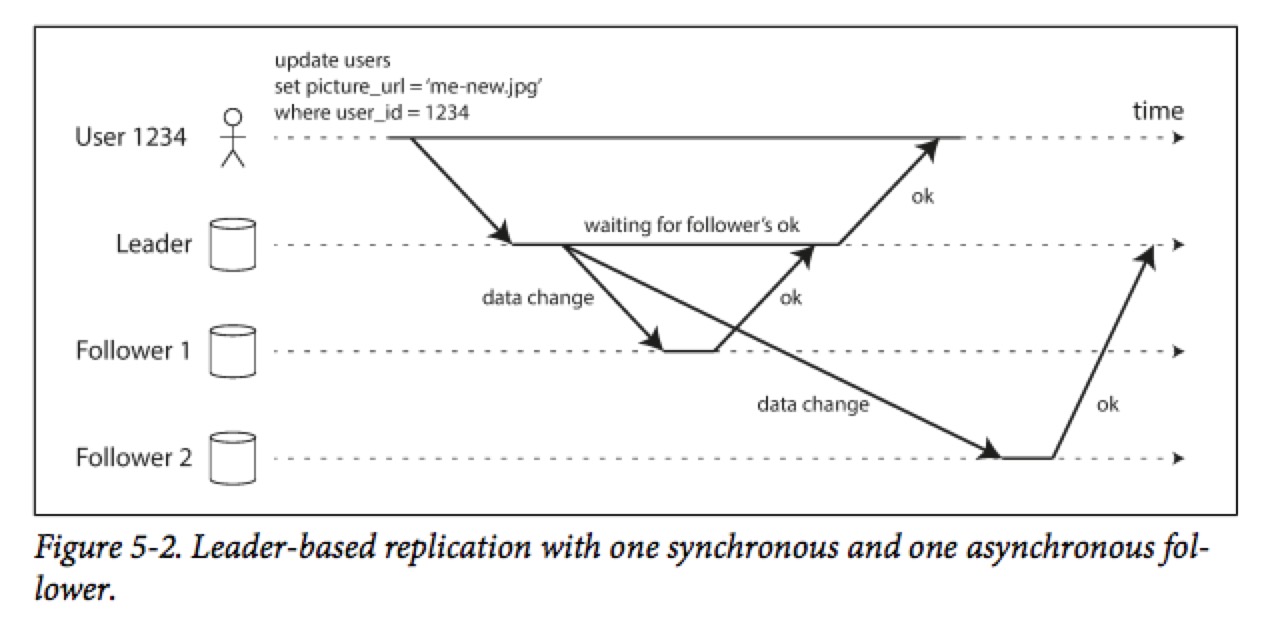 update users
set picture_url = ‘me-new.jpg’
where user_id = 1234
time
User 1234
ok
waiting for follower’s ok
Leader
data change
ok
Follower 1
data change
ok
Follower 2
Figure 5-2. Leader-based replication with one synchronous and one asynchronous fol-
lower.